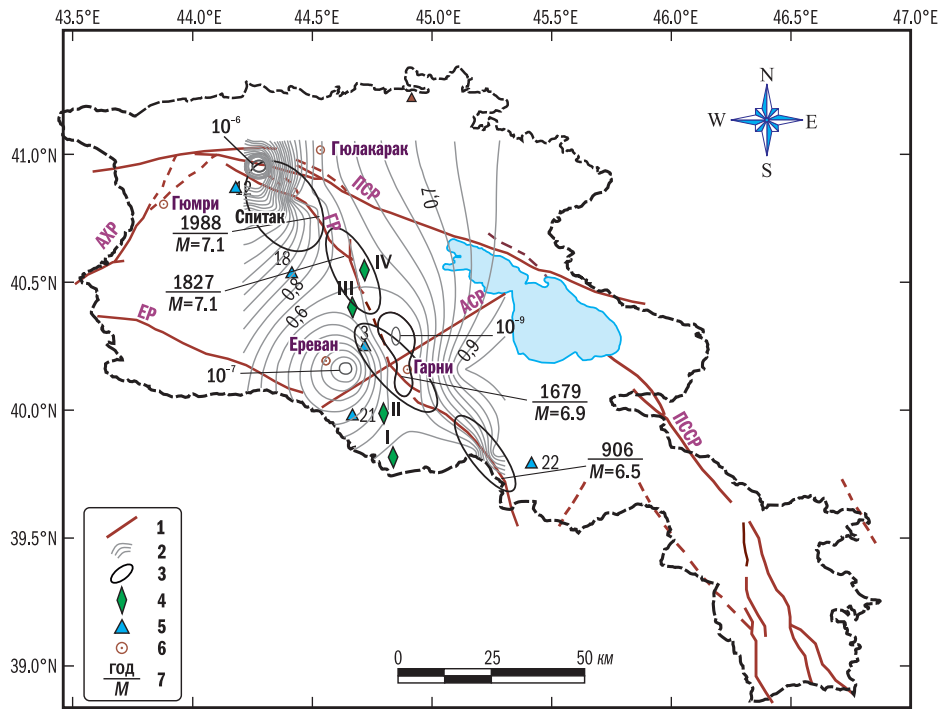 43.5°E 44.0°E 44.5°E 45.0°E 45.5°E 46.0°E 46.5°E 47.0°E
N
W E
S
41.0°N
40.5°N
40.0°N
39.5°N
39.0°N
10⁻⁶
Гюлакарак
12
Гюмри
Спитак
1988
M=7.1
ГР
ПСР
0,7
АХР
18
0,8
IV
1827
M=7.1
III
0,6
АСР
ЕР
3
10⁻⁹
Ереван
0,9
Гарни
10⁻⁷
1679
M=6.9
21
II
I
ПССР
906
M=6.5
22
1
2
3
4
5
6
год
M
7
0 25 50 км